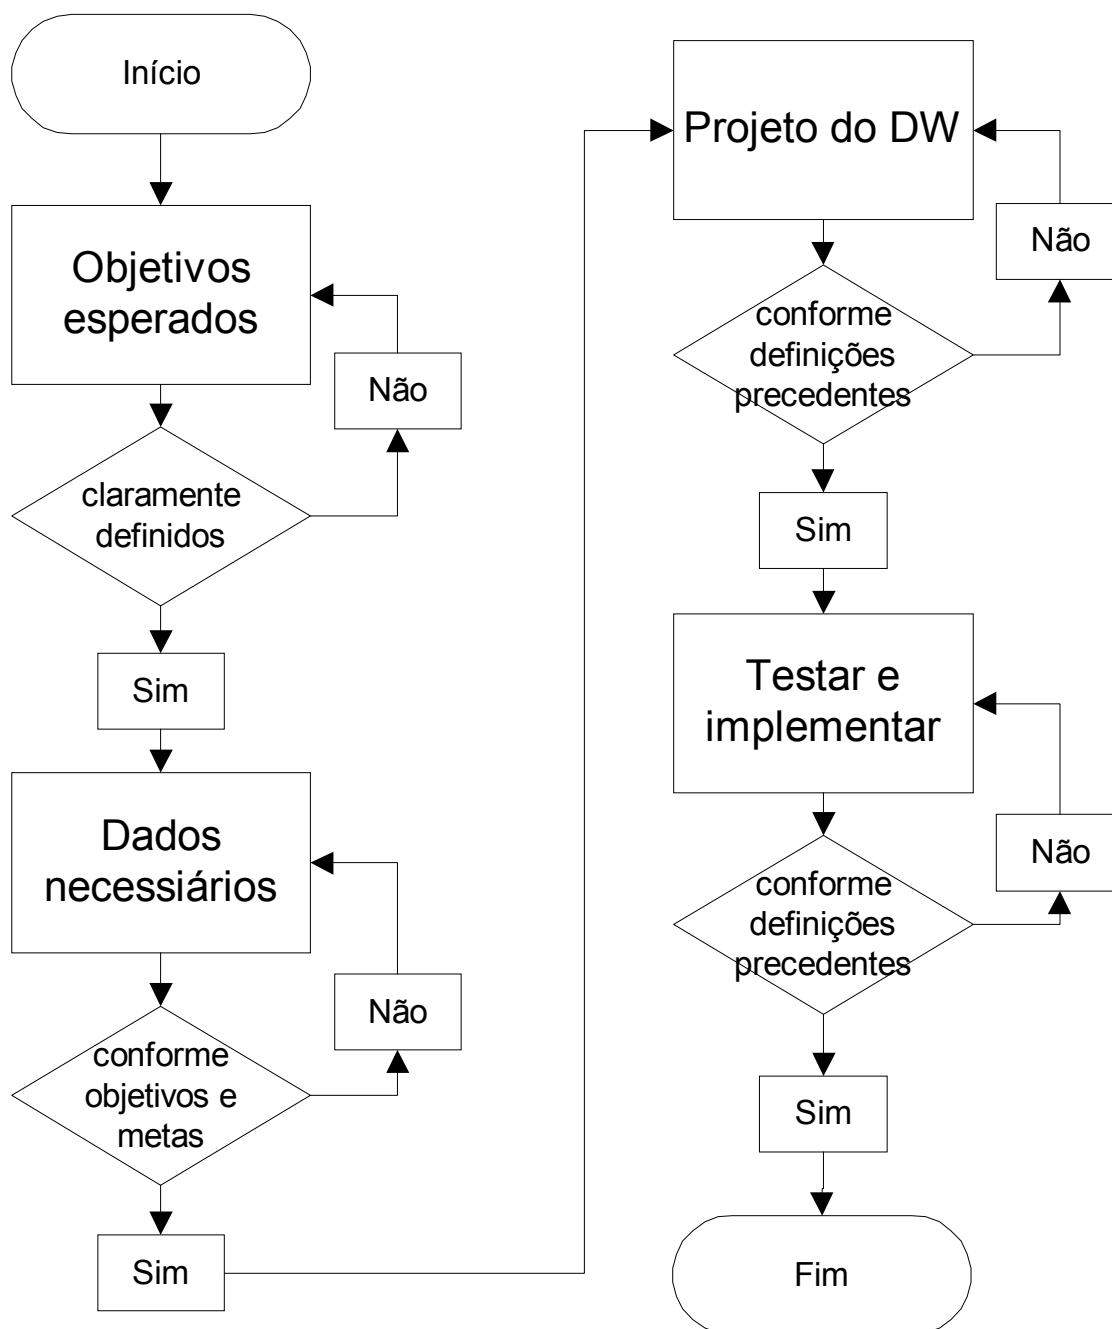 Início
Objetivos
esperados
Não
claramente
definidos
Sim
Dados
necessiários
Não
conforme
objetivos e
metas
Sim
Projeto do DW
Não
conforme
definições
precedentes
Sim
Testar e
implementar
Não
conforme
definições
precedentes
Sim
Fim